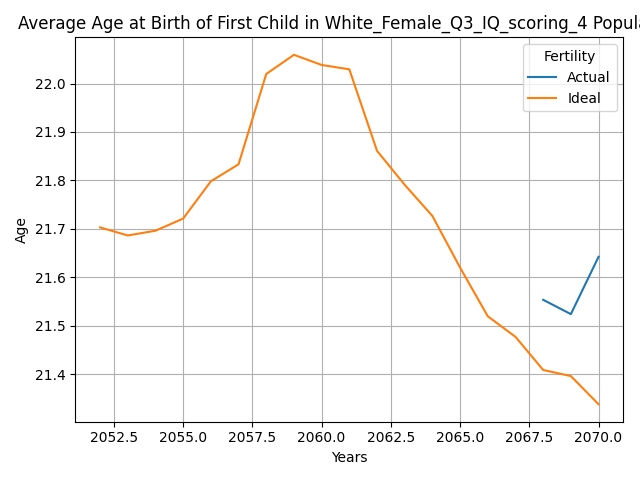 Average Age at Birth of First Child in White_Female_Q3_IQ_scoring_4 Popula
Fertility
Actual
Ideal
Age
22.0
21.9
21.8
21.7
21.6
21.5
21.4
2052.5 2055.0 2057.5 2060.0 2062.5 2065.0 2067.5 2070.0
Years